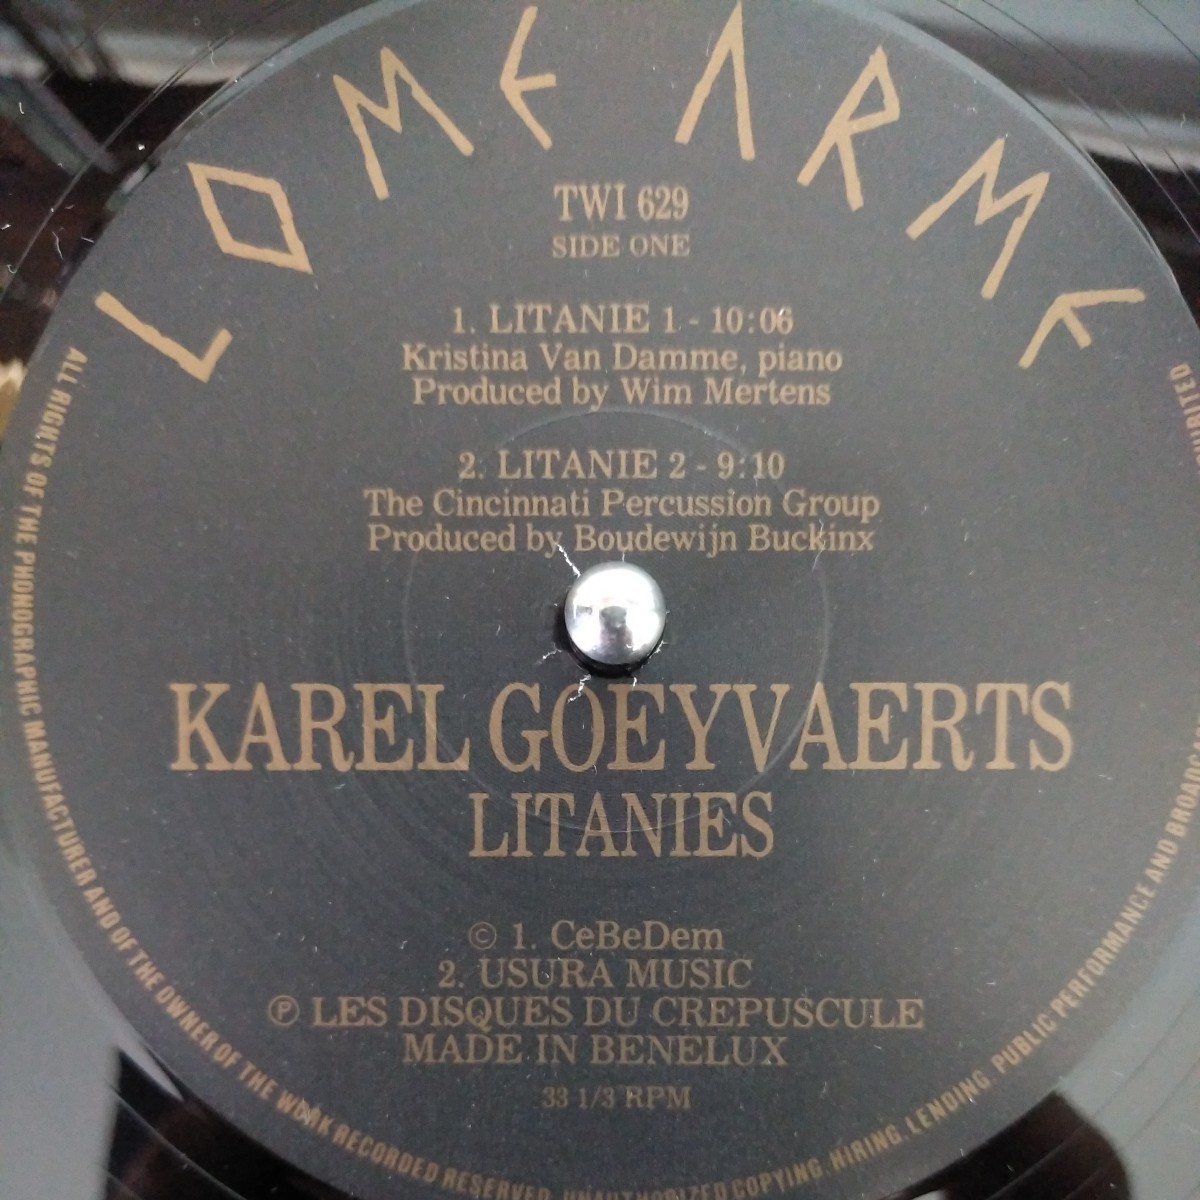 LOME ARME
TWI 629
SIDE ONE
1. LITANIE 1 - 10:06
Kristina Van Damme, piano
Produced by Wim Mertens
2. LITANIE 2 - 9:10
The Cincinnati Percussion Group
Produced by Boudewijn Buckinx
KAREL GOEYVAERTS
LITANIES
© 1. CeBeDem
2. USURA MUSIC
℗ LES DISQUES DU CREPUSCULE
MADE IN BENELUX
33 1/3 RPM
ALL RIGHTS OF THE PHONOGRAPHIC MANUFACTURER AND OF THE OWNER OF THE WORK RECORDED RESERVED. UNAUTHORIZED COPYING, HIRING, LENDING, PUBLIC PERFORMANCE AND